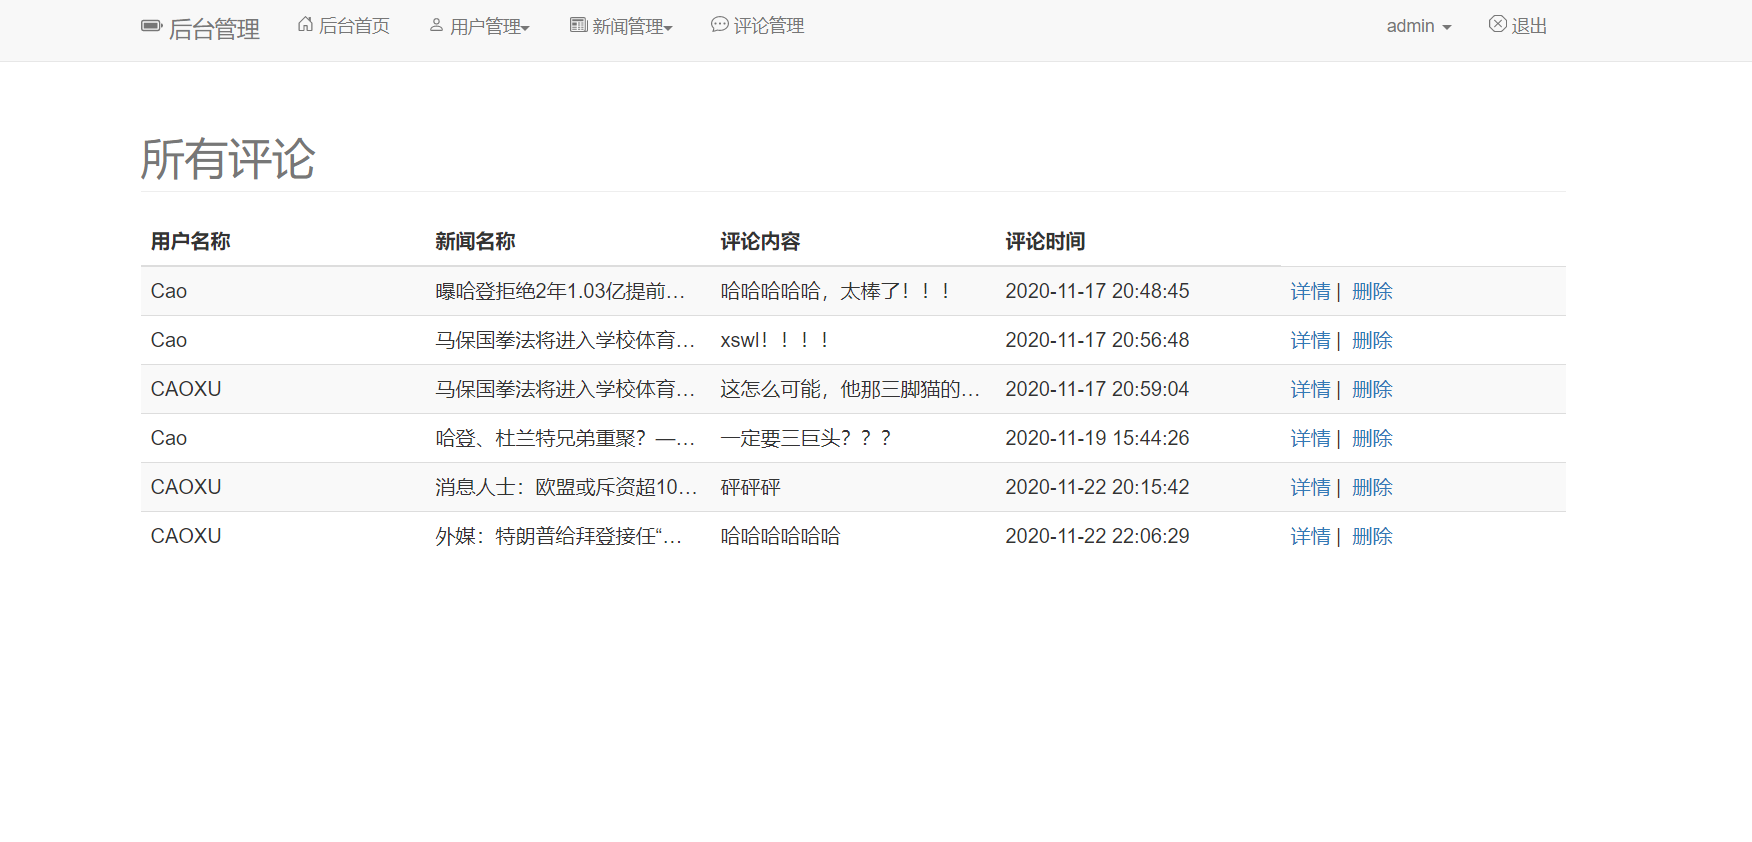 后台管理 后台首页 用户管理 新闻管理 评论管理 admin 退出
所有评论
用户名称 新闻名称 评论内容 评论时间
Cao 曝哈登拒绝2年1.03亿提前... 哈哈哈哈哈，太棒了！！！ 2020-11-17 20:48:45 详情 | 删除
Cao 马保国拳法将进入学校体育... xswl！！！！ 2020-11-17 20:56:48 详情 | 删除
CAOXU 马保国拳法将进入学校体育... 这怎么可能，他那三脚猫的... 2020-11-17 20:59:04 详情 | 删除
Cao 哈登、杜兰特兄弟重聚？—... 一定要三巨头？？？ 2020-11-19 15:44:26 详情 | 删除
CAOXU 消息人士：欧盟或斥资超10... 砰砰砰 2020-11-22 20:15:42 详情 | 删除
CAOXU 外媒：特朗普给拜登接任“... 哈哈哈哈哈哈 2020-11-22 22:06:29 详情 | 删除